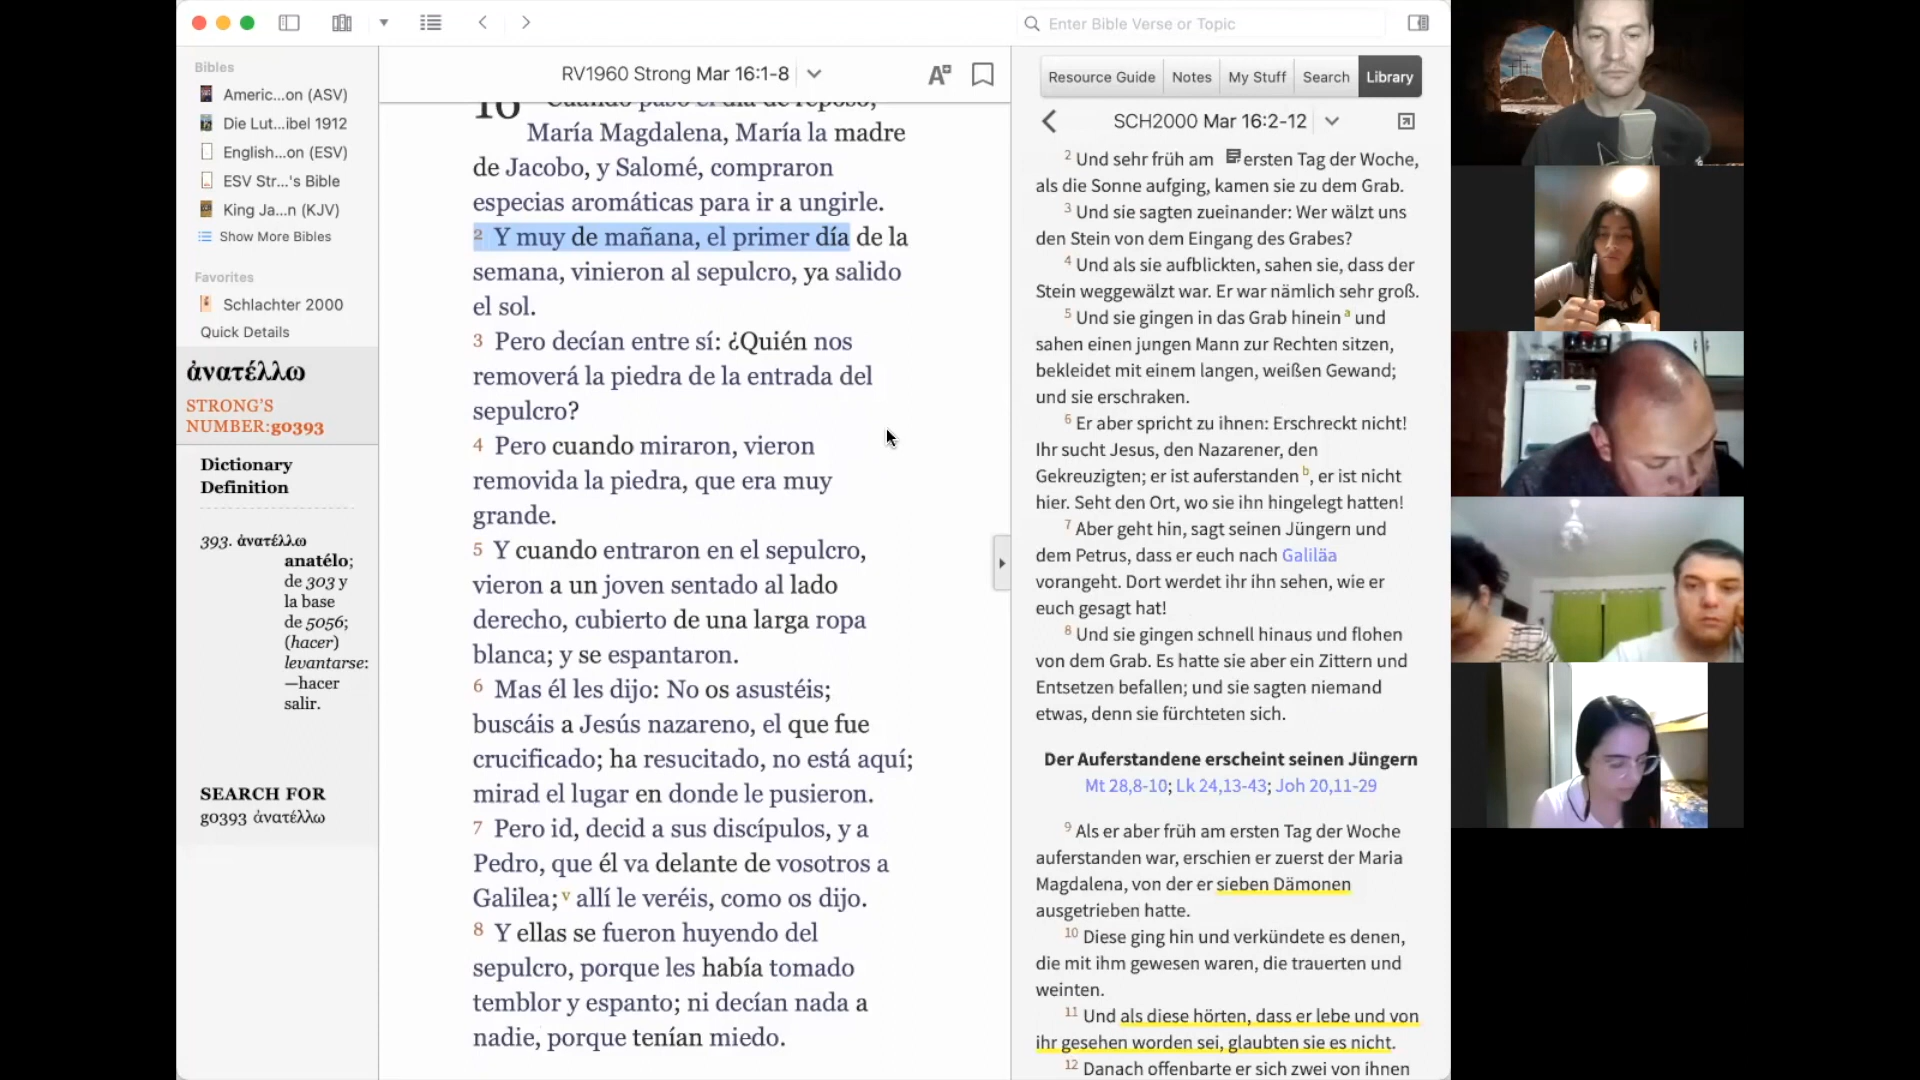 Enter Bible Verse or Topic
Bibles
Americ...on (ASV)
Die Lut...ibel 1912
English...on (ESV)
ESV Str...'s Bible
King Ja...n (KJV)
Show More Bibles
Favorites
Schlachter 2000
Quick Details
ἀνατέλλω
STRONG'S
NUMBER:g0393
Dictionary
Definition
393. ἀνατέλλω
anatélo;
de 303 y
la base
de 5056;
(hacer)
levantarse:
—hacer
salir.
SEARCH FOR
g0393 ἀνατέλλω
RV1960 Strong Mar 16:1-8
16 Cuando pasó el día de reposo,
María Magdalena, María la madre
de Jacobo, y Salomé, compraron
especias aromáticas para ir a ungirle.
2 Y muy de mañana, el primer día de la
semana, vinieron al sepulcro, ya salido
el sol.
3 Pero decían entre sí: ¿Quién nos
removerá la piedra de la entrada del
sepulcro?
4 Pero cuando miraron, vieron
removida la piedra, que era muy
grande.
5 Y cuando entraron en el sepulcro,
vieron a un joven sentado al lado
derecho, cubierto de una larga ropa
blanca; y se espantaron.
6 Mas él les dijo: No os asustéis;
buscáis a Jesús nazareno, el que fue
crucificado; ha resucitado, no está aquí;
mirad el lugar en donde le pusieron.
7 Pero id, decid a sus discípulos, y a
Pedro, que él va delante de vosotros a
Galilea; v allí le veréis, como os dijo.
8 Y ellas se fueron huyendo del
sepulcro, porque les había tomado
temblor y espanto; ni decían nada a
nadie, porque tenían miedo.
Resource Guide Notes My Stuff Search Library
SCH2000 Mar 16:2-12
2 Und sehr früh am ersten Tag der Woche,
als die Sonne aufging, kamen sie zu dem Grab.
3 Und sie sagten zueinander: Wer wälzt uns
den Stein von dem Eingang des Grabes?
4 Und als sie aufblickten, sahen sie, dass der
Stein weggewälzt war. Er war nämlich sehr groß.
5 Und sie gingen in das Grab hinein a und
sahen einen jungen Mann zur Rechten sitzen,
bekleidet mit einem langen, weißen Gewand;
und sie erschraken.
6 Er aber spricht zu ihnen: Erschreckt nicht!
Ihr sucht Jesus, den Nazarener, den
Gekreuzigten; er ist auferstanden b, er ist nicht
hier. Seht den Ort, wo sie ihn hingelegt hatten!
7 Aber geht hin, sagt seinen Jüngern und
dem Petrus, dass er euch nach Galiläa
vorangeht. Dort werdet ihr ihn sehen, wie er
euch gesagt hat!
8 Und sie gingen schnell hinaus und flohen
von dem Grab. Es hatte sie aber ein Zittern und
Entsetzen befallen; und sie sagten niemand
etwas, denn sie fürchteten sich.
Der Auferstandene erscheint seinen Jüngern
Mt 28,8-10; Lk 24,13-43; Joh 20,11-29
9 Als er aber früh am ersten Tag der Woche
auferstanden war, erschien er zuerst der Maria
Magdalena, von der er sieben Dämonen
ausgetrieben hatte.
10 Diese ging hin und verkündete es denen,
die mit ihm gewesen waren, die trauerten und
weinten.
11 Und als diese hörten, dass er lebe und von
ihr gesehen worden sei, glaubten sie es nicht.
12 Danach offenbarte er sich zwei von ihnen